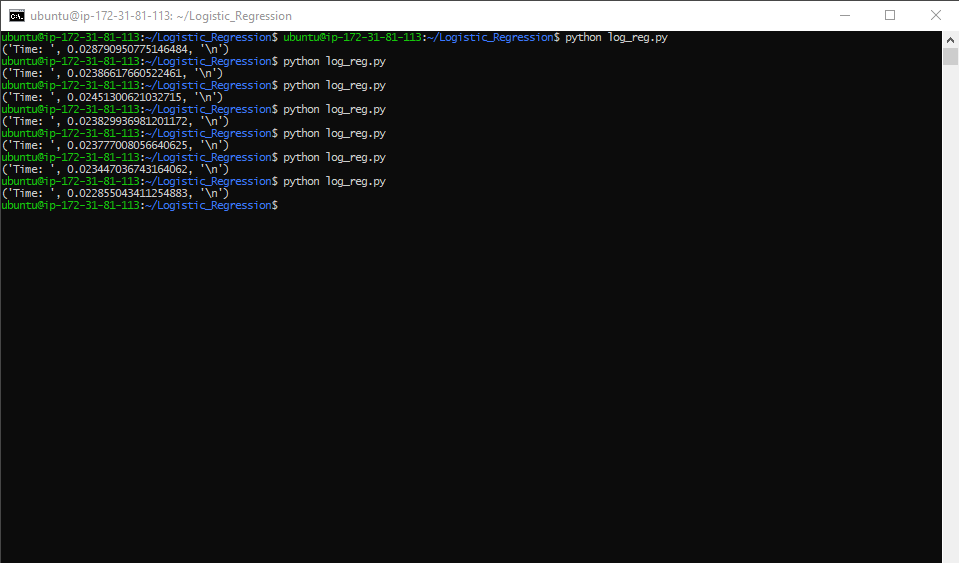 ubuntu@ip-172-31-81-113: ~/Logistic_Regression
ubuntu@ip-172-31-81-113:~/Logistic_Regression$ ubuntu@ip-172-31-81-113:~/Logistic_Regression$ python log_reg.py
('Time: ', 0.028790950775146484, '\n')
ubuntu@ip-172-31-81-113:~/Logistic_Regression$ python log_reg.py
('Time: ', 0.02386617660522461, '\n')
ubuntu@ip-172-31-81-113:~/Logistic_Regression$ python log_reg.py
('Time: ', 0.02451300621032715, '\n')
ubuntu@ip-172-31-81-113:~/Logistic_Regression$ python log_reg.py
('Time: ', 0.023829936981201172, '\n')
ubuntu@ip-172-31-81-113:~/Logistic_Regression$ python log_reg.py
('Time: ', 0.023777008056640625, '\n')
ubuntu@ip-172-31-81-113:~/Logistic_Regression$ python log_reg.py
('Time: ', 0.023447036743164062, '\n')
ubuntu@ip-172-31-81-113:~/Logistic_Regression$ python log_reg.py
('Time: ', 0.022855043411254883, '\n')
ubuntu@ip-172-31-81-113:~/Logistic_Regression$